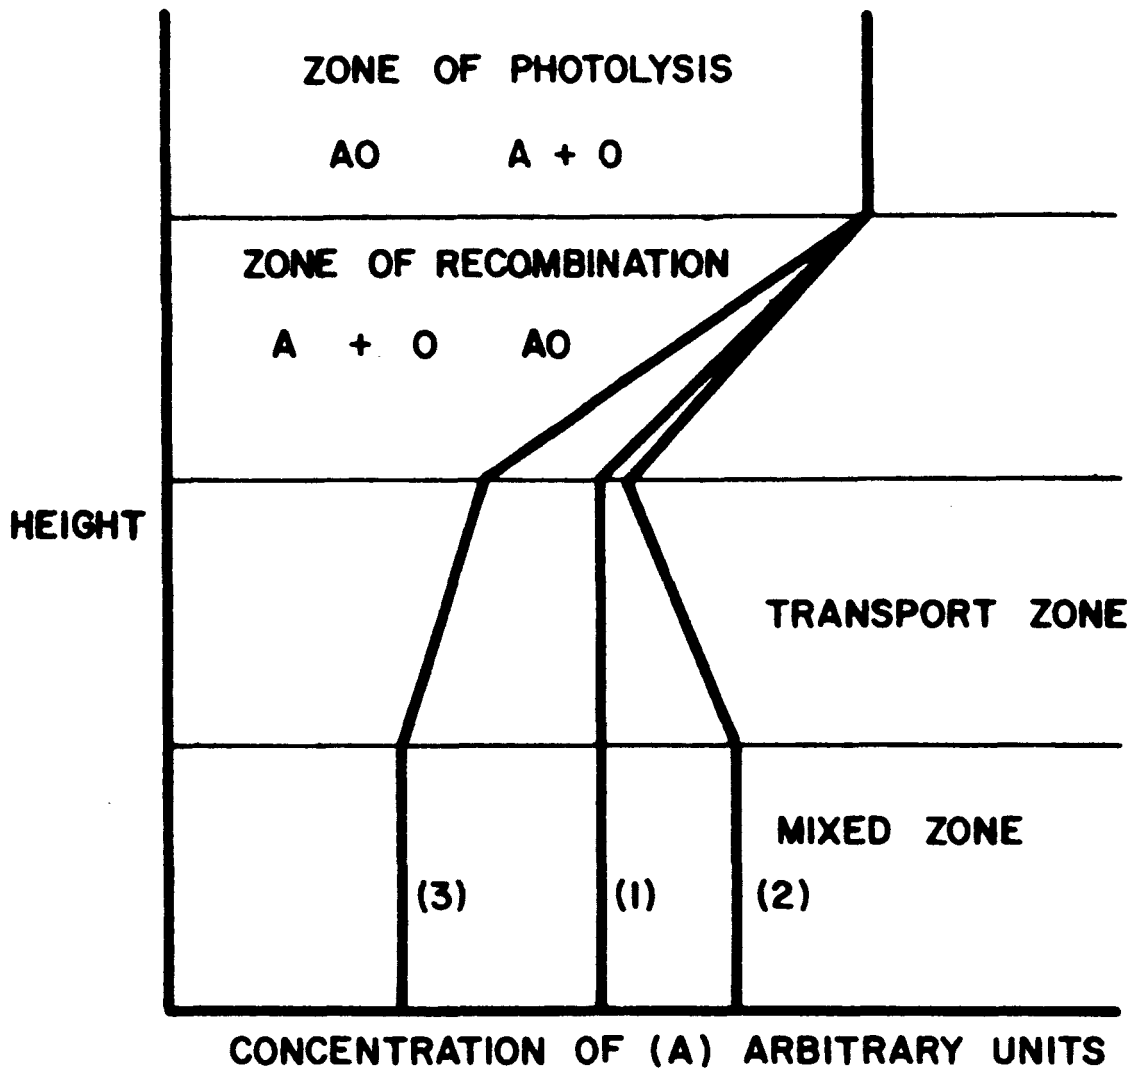 ZONE OF PHOTOLYSIS
AO A + O
ZONE OF RECOMBINATION
A + O AO
HEIGHT
TRANSPORT ZONE
MIXED ZONE
(3) (1) (2)
CONCENTRATION OF (A) ARBITRARY UNITS